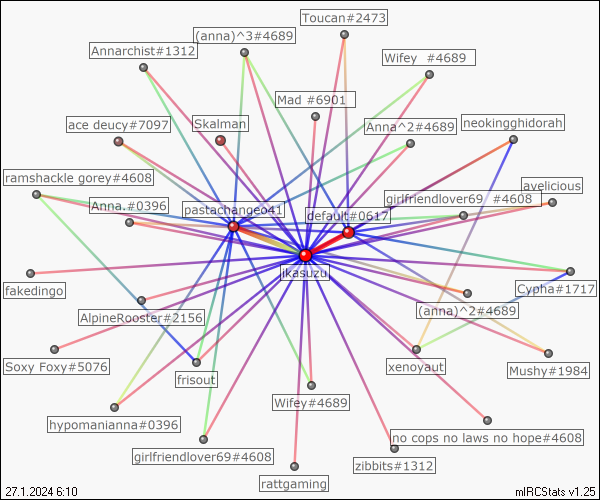 Toucan#2473
(anna)^3#4689
Annarchist#1312
Wifey #4689
Mad #6901
Skalman
ace deucy#7097
Anna^2#4689
neokingghidorah
ramshackle gorey#4608
avelicious
girlfriendlover69 #4608
Anna.#0396
pastachangeo41
default#0617
jkasuzu
fakedingo
Cypha#1717
(anna)^2#4689
AlpineRooster#2156
Soxy Foxy#5076
xenoyaut
Mushy#1984
frisout
Wifey#4689
hypomanianna#0396
no cops no laws no hope#4608
girlfriendlover69#4608
zibbits#1312
rattgaming
27.1.2024 6:10
mIRCStats v1.25